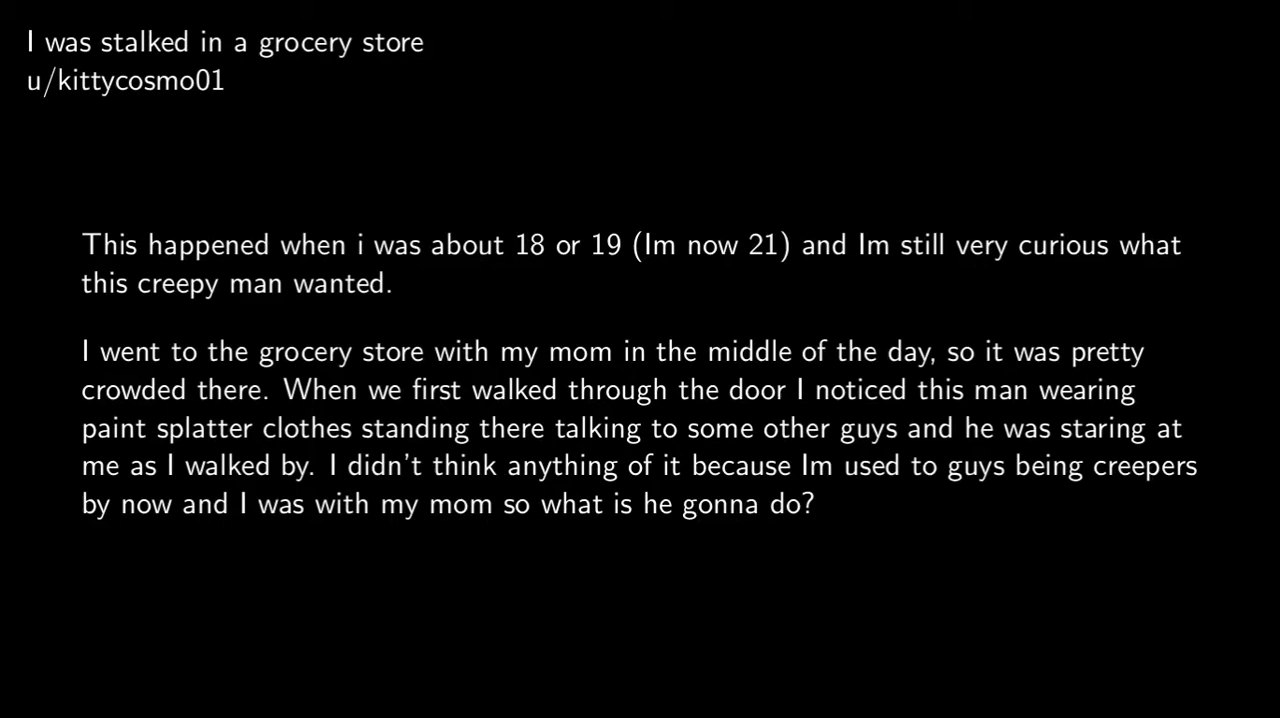 I was stalked in a grocery store
u/kittycosmo01
This happened when i was about 18 or 19 (Im now 21) and Im still very curious what
this creepy man wanted.
I went to the grocery store with my mom in the middle of the day, so it was pretty
crowded there. When we first walked through the door I noticed this man wearing
paint splatter clothes standing there talking to some other guys and he was staring at
me as I walked by. I didn't think anything of it because Im used to guys being creepers
by now and I was with my mom so what is he gonna do?